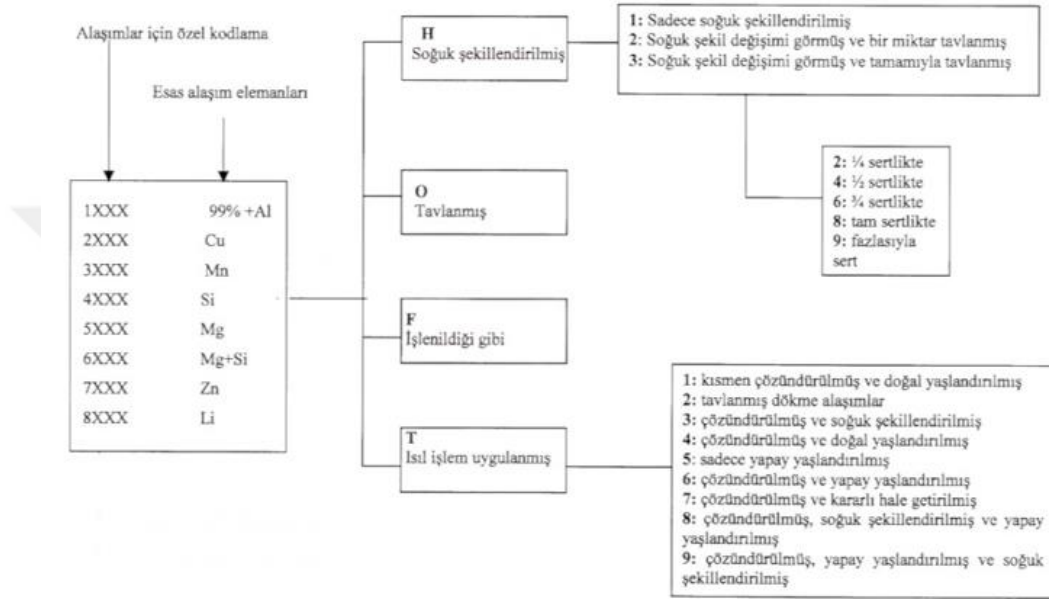 Alaşımlar için özel kodlama
Esas alaşım elemanları
1XXX 99% +Al
2XXX Cu
3XXX Mn
4XXX Si
5XXX Mg
6XXX Mg+Si
7XXX Zn
8XXX Li
H
Soğuk şekillendirilmiş
1: Sadece soğuk şekillendirilmiş
2: Soğuk şekil değişimi görmüş ve bir miktar tavlanmış
3: Soğuk şekil değişimi görmüş ve tamamıyla tavlanmış
2: ¼ sertlikte
4: ½ sertlikte
6: ¾ sertlikte
8: tam sertlikte
9: fazlasıyla
sert
O
Tavlanmış
F
İşlenildiği gibi
T
Isıl işlem uygulanmış
1: kısmen çözündürülmüş ve doğal yaşlandırılmış
2: tavlanmış dökme alaşımlar
3: çözündürülmüş ve soğuk şekillendirilmiş
4: çözündürülmüş ve doğal yaşlandırılmış
5: sadece yapay yaşlandırılmış
6: çözündürülmüş ve yapay yaşlandırılmış
7: çözündürülmüş ve kararlı hale getirilmiş
8: çözündürülmüş, soğuk şekillendirilmiş ve yapay
yaşlandırılmış
9: çözündürülmüş, yapay yaşlandırılmış ve soğuk
şekillendirilmiş